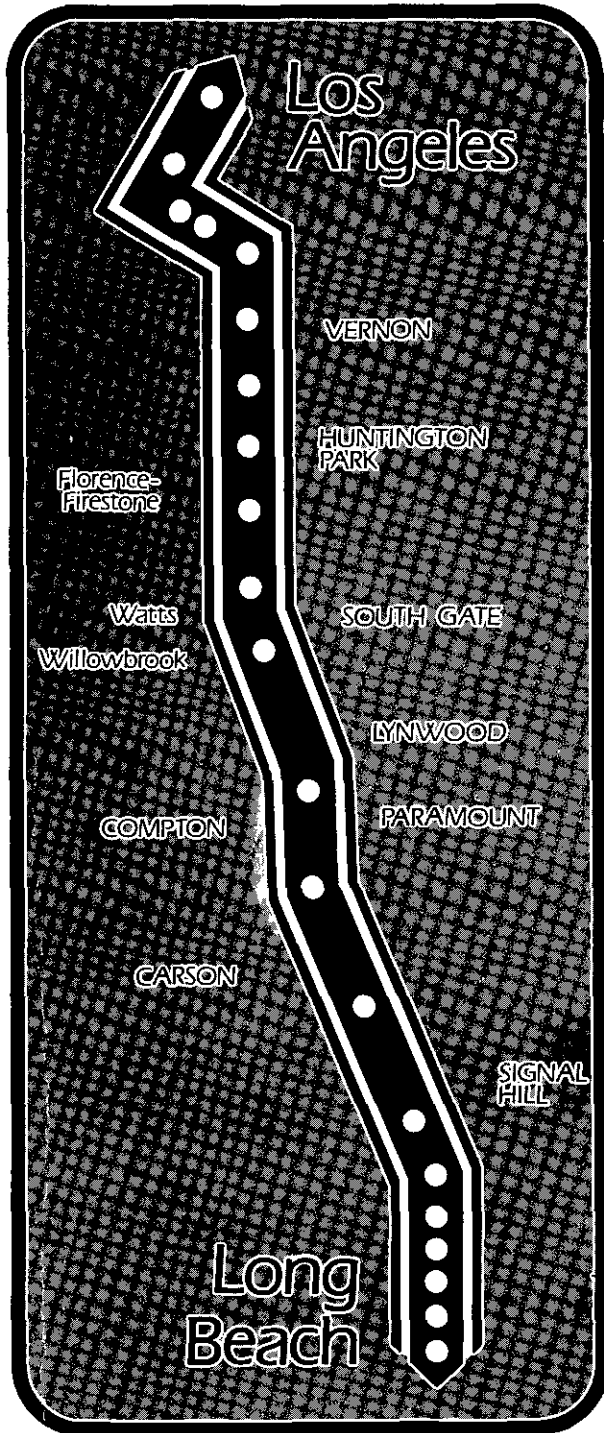 Los
Angeles
VERNON
HUNTINGTON
PARK
Florence-
Firestone
Watts
SOUTH GATE
Willowbrook
LYNWOOD
COMPTON
PARAMOUNT
CARSON
SIGNAL
HILL
Long
Beach